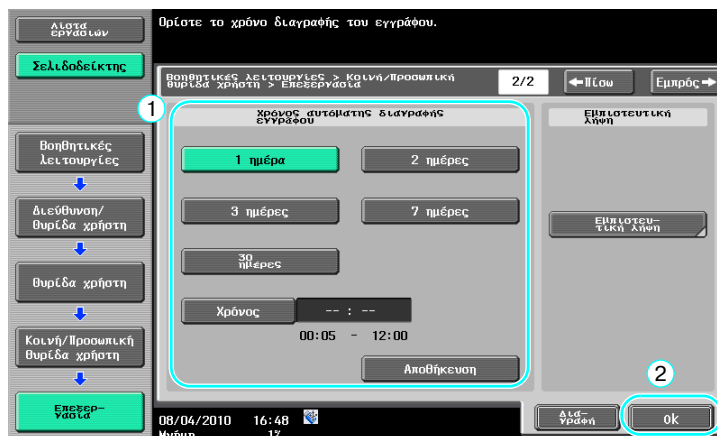 Λίστα
εργασιών
Ορίστε το χρόνο διαγραφής του εγγράφου.
Σελιδοδείκτης
Βοηθητικές λειτουργίες > Κοινή/Προσωπική
θυρίδα χρήστη > Επεξεργασία
2/2
Πίσω
Εμπρός
1
Χρόνος αυτόματης διαγραφής
εγγράφου
Εμπιστευτική
λήψη
Βοηθητικές
λειτουργίες
1 ημέρα
2 ημέρες
Διεύθυνση/
θυρίδα χρήστη
3 ημέρες
7 ημέρες
Εμπιστευ-
τική λήψη
30
ημέρες
θυρίδα χρήστη
Χρόνος
-- : --
00:05 - 12:00
Κοινή/Προσωπική
θυρίδα χρήστη
Αποθήκευση
2
Επεξερ-
γασία
08/04/2010 16:48
Δια-
γραφή
ok
Μνήμη 1%